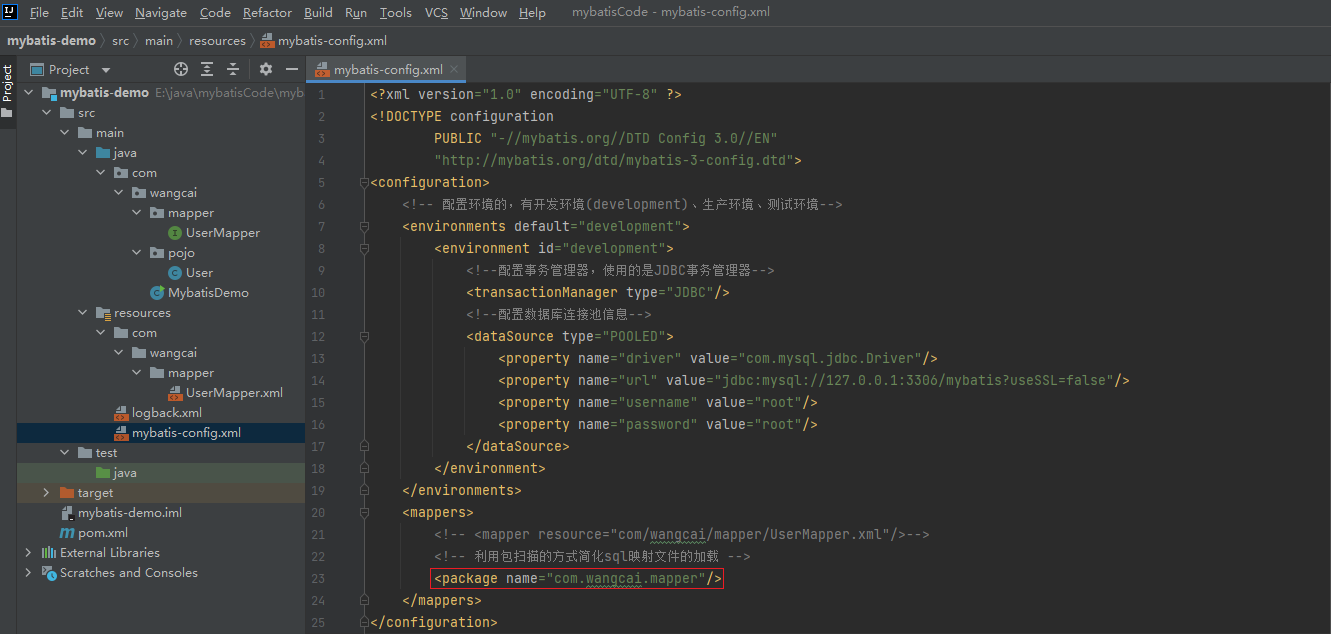 File Edit View Navigate Code Refactor Build Run Tools VCS Window Help mybatisCode - mybatis-config.xml
mybatis-demo src main resources mybatis-config.xml
Project
Project
mybatis-demo E:\java\mybatisCode\myb
src
main
java
com
wangcai
mapper
UserMapper
pojo
User
MybatisDemo
resources
com
wangcai
mapper
UserMapper.xml
logback.xml
mybatis-config.xml
test
java
target
mybatis-demo.iml
pom.xml
External Libraries
Scratches and Consoles
mybatis-config.xml
1 <?xml version="1.0" encoding="UTF-8" ?>
2 <!DOCTYPE configuration
3 PUBLIC "-//mybatis.org//DTD Config 3.0//EN"
4 "http://mybatis.org/dtd/mybatis-3-config.dtd">
5 <configuration>
6 <!-- 配置环境的，有开发环境(development)、生产环境、测试环境-->
7 <environments default="development">
8 <environment id="development">
9 <!--配置事务管理器，使用的是JDBC事务管理器-->
10 <transactionManager type="JDBC"/>
11 <!--配置数据库连接池信息-->
12 <dataSource type="POOLED">
13 <property name="driver" value="com.mysql.jdbc.Driver"/>
14 <property name="url" value="jdbc:mysql://127.0.0.1:3306/mybatis?useSSL=false"/>
15 <property name="username" value="root"/>
16 <property name="password" value="root"/>
17 </dataSource>
18 </environment>
19 </environments>
20 <mappers>
21 <!-- <mapper resource="com/wangcai/mapper/UserMapper.xml"/>-->
22 <!-- 利用包扫描的方式简化sql映射文件的加载 -->
23 <package name="com.wangcai.mapper"/>
24 </mappers>
25 </configuration>